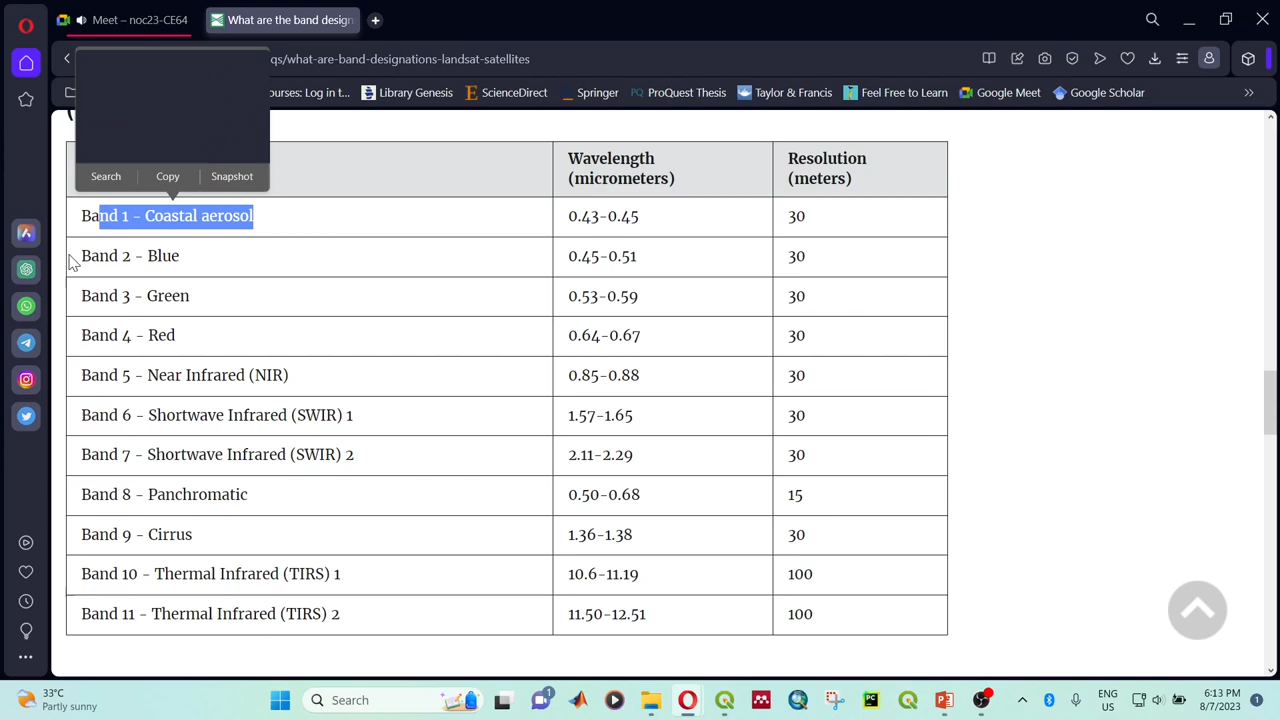 Meet – noc23-CE64
What are the band design
qs/what-are-band-designations-landsat-satellites
ourses: Log in t...
Library Genesis
ScienceDirect
Springer
PQ ProQuest Thesis
Taylor & Francis
Feel Free to Learn
Google Meet
Google Scholar
Search
Copy
Snapshot
Wavelength
(micrometers)
Resolution
(meters)
Band 1 - Coastal aerosol 0.43-0.45 30
Band 2 - Blue 0.45-0.51 30
Band 3 - Green 0.53-0.59 30
Band 4 - Red 0.64-0.67 30
Band 5 - Near Infrared (NIR) 0.85-0.88 30
Band 6 - Shortwave Infrared (SWIR) 1 1.57-1.65 30
Band 7 - Shortwave Infrared (SWIR) 2 2.11-2.29 30
Band 8 - Panchromatic 0.50-0.68 15
Band 9 - Cirrus 1.36-1.38 30
Band 10 - Thermal Infrared (TIRS) 1 10.6-11.19 100
Band 11 - Thermal Infrared (TIRS) 2 11.50-12.51 100
33°C
Partly sunny
Search
1
ENG
US
6:13 PM
8/7/2023
1